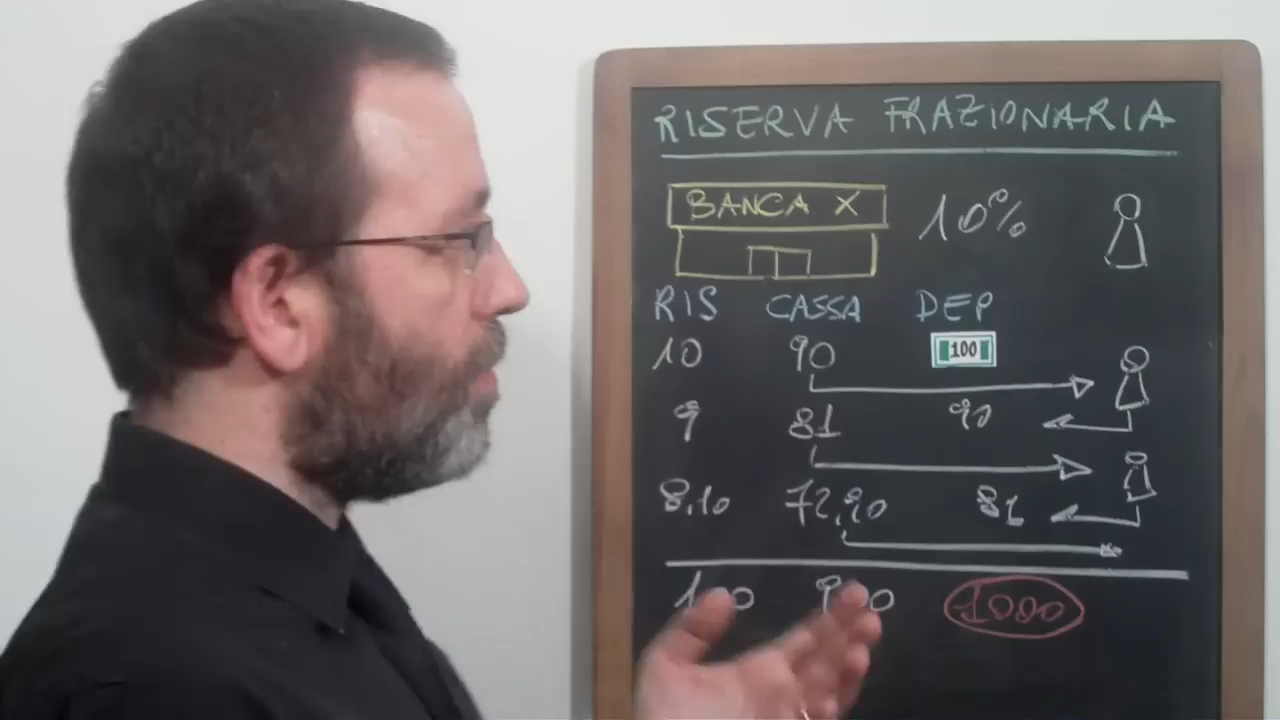 RISERVA FRAZIONARIA
BANCA X 10%
RIS CASSA DEP
10 90 100
9 81 90
8,10 72,90 81
1000